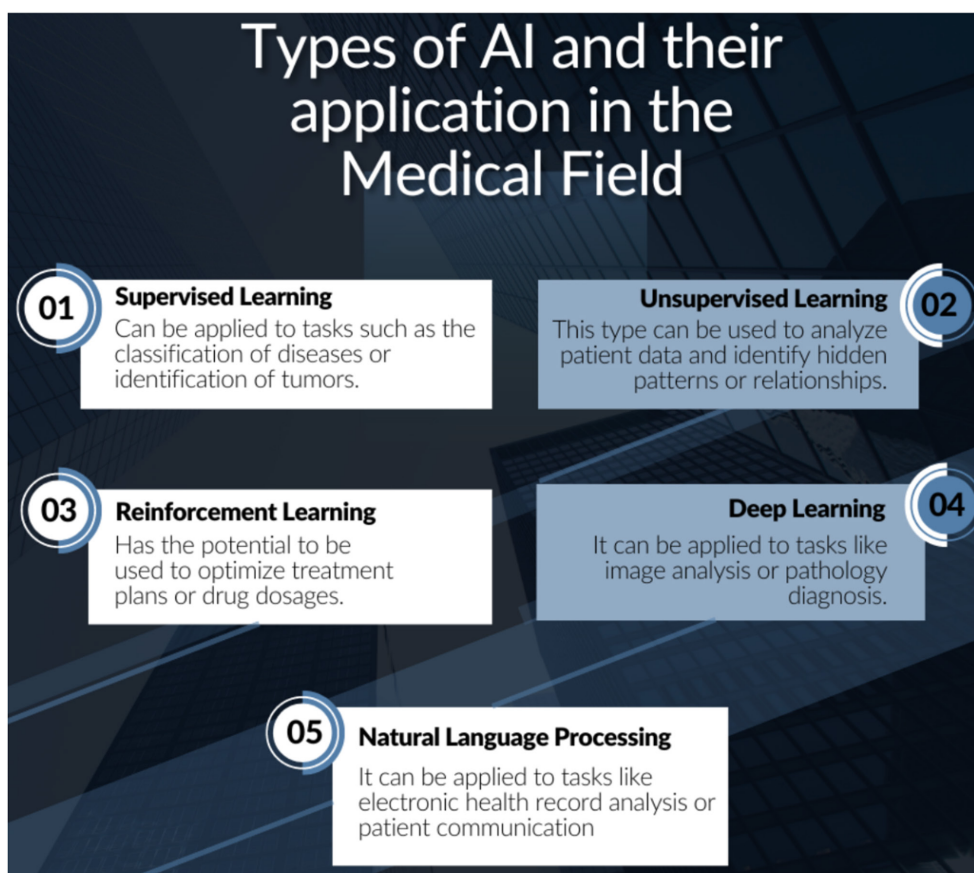 Types of AI and their
application in the
Medical Field
01
Supervised Learning
Can be applied to tasks such as the
classification of diseases or
identification of tumors.
02
Unsupervised Learning
This type can be used to analyze
patient data and identify hidden
patterns or relationships.
03
Reinforcement Learning
Has the potential to be
used to optimize treatment
plans or drug dosages.
04
Deep Learning
It can be applied to tasks like
image analysis or pathology
diagnosis.
05
Natural Language Processing
It can be applied to tasks like
electronic health record analysis or
patient communication